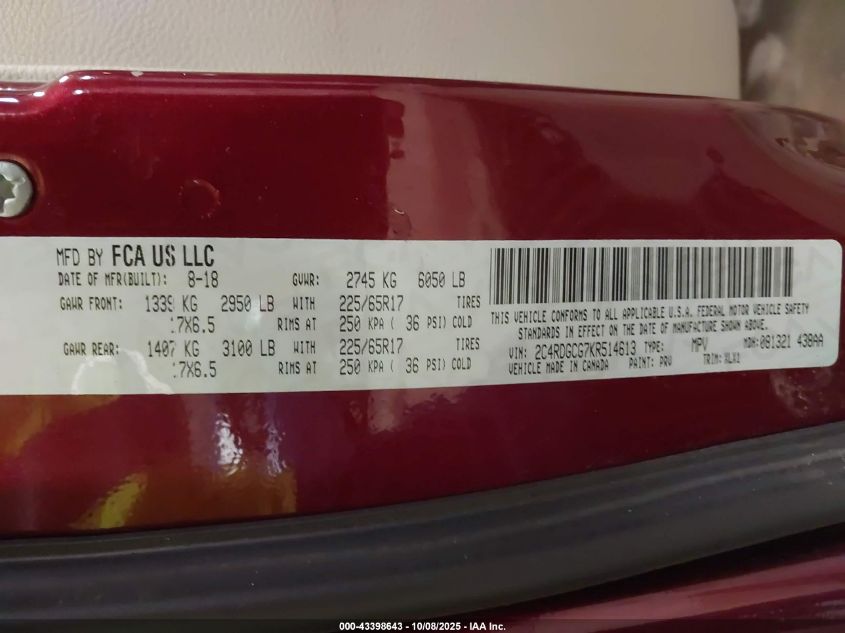 MFD BY FCA US LLC
DATE OF MFR(BUILT): 8-18 GVWR: 2745 KG 6050 LB
GAWR FRONT: 1339 KG 2950 LB WITH 225/65R17 TIRES
17X6.5 RIMS AT 250 KPA ( 36 PSI) COLD
GAWR REAR: 1407 KG 3100 LB WITH 225/65R17 TIRES
17X6.5 RIMS AT 250 KPA ( 36 PSI) COLD
THIS VEHICLE CONFORMS TO ALL APPLICABLE U.S.A. FEDERAL MOTOR VEHICLE SAFETY
STANDARDS IN EFFECT ON THE DATE OF MANUFACTURE SHOWN ABOVE.
VIN: 2C4RDGCG7KR514613 TYPE: MPV MDH: 081321 438AA
VEHICLE MADE IN CANADA PAINT: PRV TRIM: XLX1
000-43398643 - 10/08/2025 - IAA Inc.